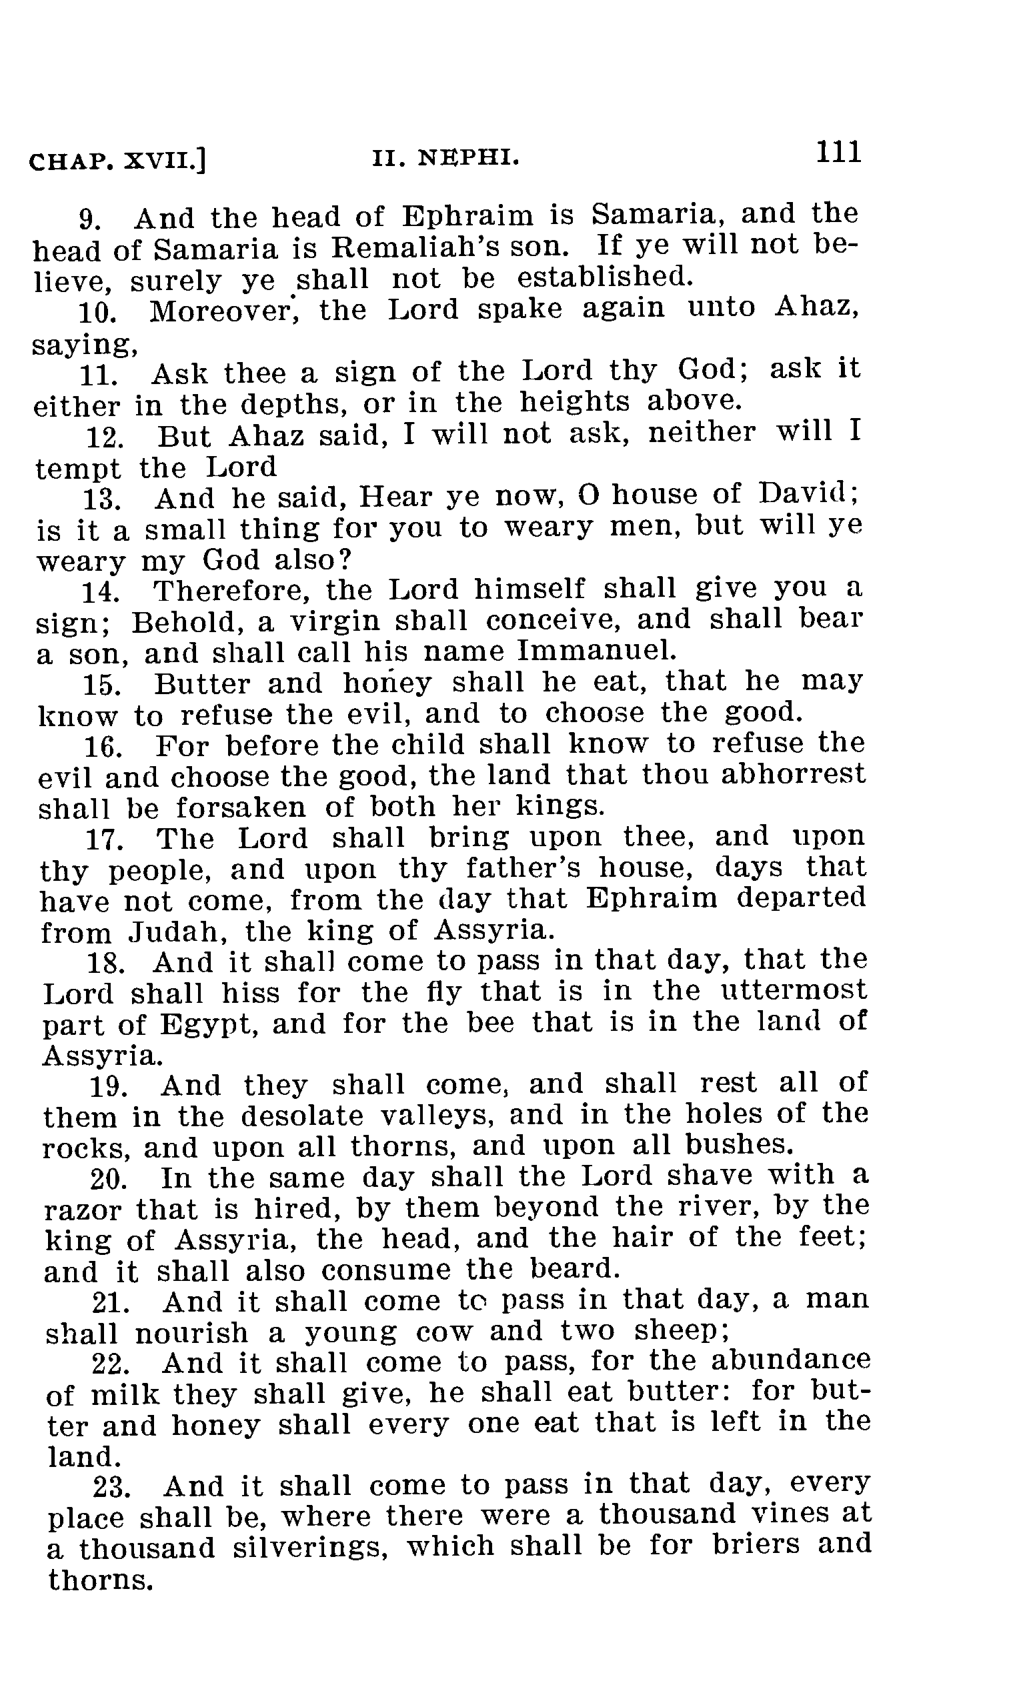 CHAP. XVII.] II. NEPHI. 111
9. And the head of Ephraim is Samaria, and the
head of Samaria is Remaliah's son. If ye will not be-
lieve, surely ye shall not be established.
10. Moreover, the Lord spake again unto Ahaz,
saying,
11. Ask thee a sign of the Lord thy God; ask it
either in the depths, or in the heights above.
12. But Ahaz said, I will not ask, neither will I
tempt the Lord
13. And he said, Hear ye now, O house of David;
is it a small thing for you to weary men, but will ye
weary my God also?
14. Therefore, the Lord himself shall give you a
sign; Behold, a virgin shall conceive, and shall bear
a son, and shall call his name Immanuel.
15. Butter and honey shall he eat, that he may
know to refuse the evil, and to choose the good.
16. For before the child shall know to refuse the
evil and choose the good, the land that thou abhorrest
shall be forsaken of both her kings.
17. The Lord shall bring upon thee, and upon
thy people, and upon thy father's house, days that
have not come, from the day that Ephraim departed
from Judah, the king of Assyria.
18. And it shall come to pass in that day, that the
Lord shall hiss for the fly that is in the uttermost
part of Egypt, and for the bee that is in the land of
Assyria.
19. And they shall come, and shall rest all of
them in the desolate valleys, and in the holes of the
rocks, and upon all thorns, and upon all bushes.
20. In the same day shall the Lord shave with a
razor that is hired, by them beyond the river, by the
king of Assyria, the head, and the hair of the feet;
and it shall also consume the beard.
21. And it shall come to pass in that day, a man
shall nourish a young cow and two sheep;
22. And it shall come to pass, for the abundance
of milk they shall give, he shall eat butter: for but-
ter and honey shall every one eat that is left in the
land.
23. And it shall come to pass in that day, every
place shall be, where there were a thousand vines at
a thousand silverings, which shall be for briers and
thorns.